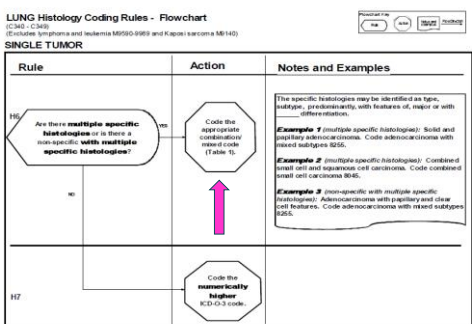 LUNG Histology Coding Rules - Flowchart
(C340 - C349)
(Excludes lymphoma and leukemia M9590-9989 and Kaposi sarcoma M9140)
SINGLE TUMOR
Flowchart Key
Rule
Action
Notes and Examples
H6
Are there multiple specific
histologies or is there a
non-specific with multiple
specific histologies?
YES
Code the
appropriate
combination/
mixed code
(Table 1).
The specific histologies may be identified as type,
subtype, predominantly, with features of, major or with
______ differentiation.
Example 1 (multiple specific histologies): Solid and
papillary adenocarcinoma. Code adenocarcinoma with
mixed subtypes 8255.
Example 2 (multiple specific histologies): Combined
small cell and squamous cell carcinoma. Code combined
small cell carcinoma 8045.
Example 3 (non-specific with multiple specific
histologies): Adenocarcinoma with papillary and clear
cell features. Code adenocarcinoma with mixed subtypes
8255.
NO
H7
Code the
numerically
higher
ICD-O-3 code.